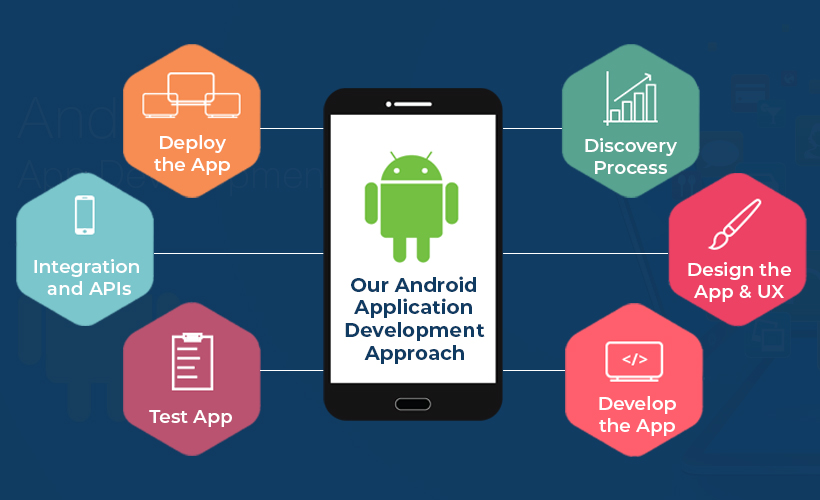 Deploy
the App
Integration
and APIs
Test App
Our Android
Application
Development
Approach
Discovery
Process
Design the
App & UX
</>
Develop
the App